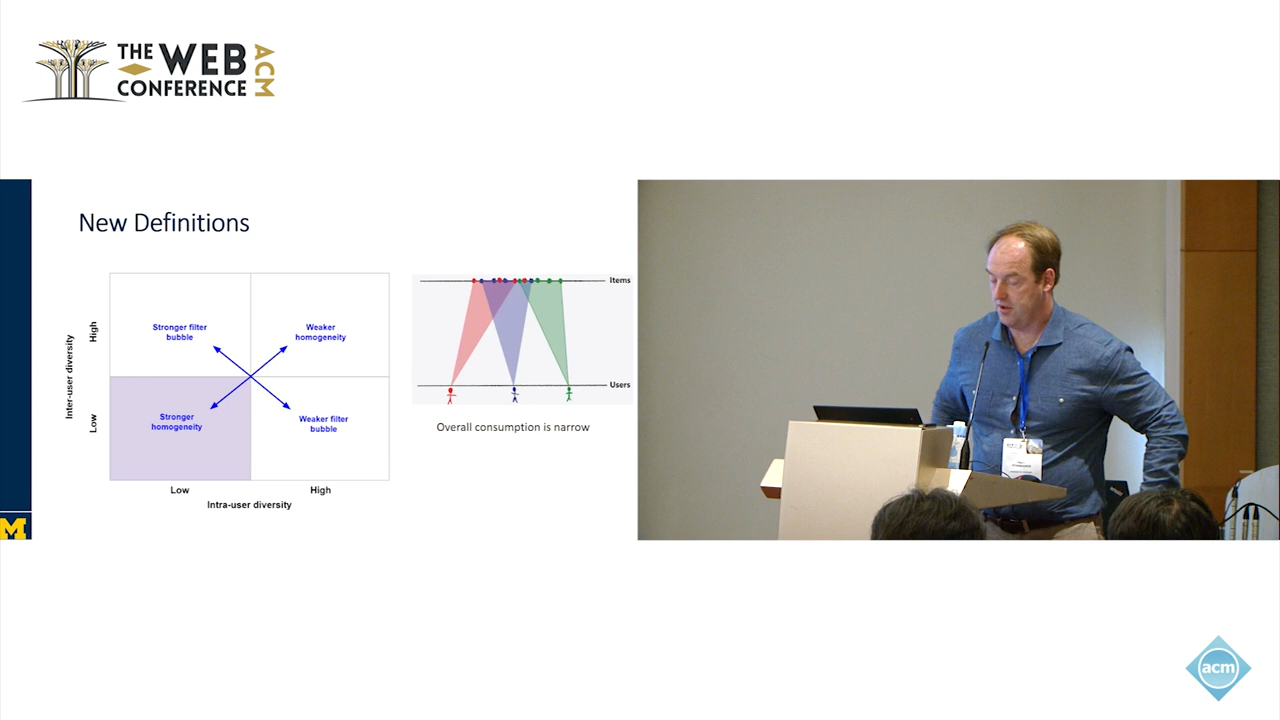 THE WEB
CONFERENCE
ACM
New Definitions
High
Low
Inter-user diversity
Stronger filter
bubble
Weaker
homogeneity
Stronger
homogeneity
Weaker filter
bubble
Low
High
Intra-user diversity
Items
Users
Overall consumption is narrow
M
acm